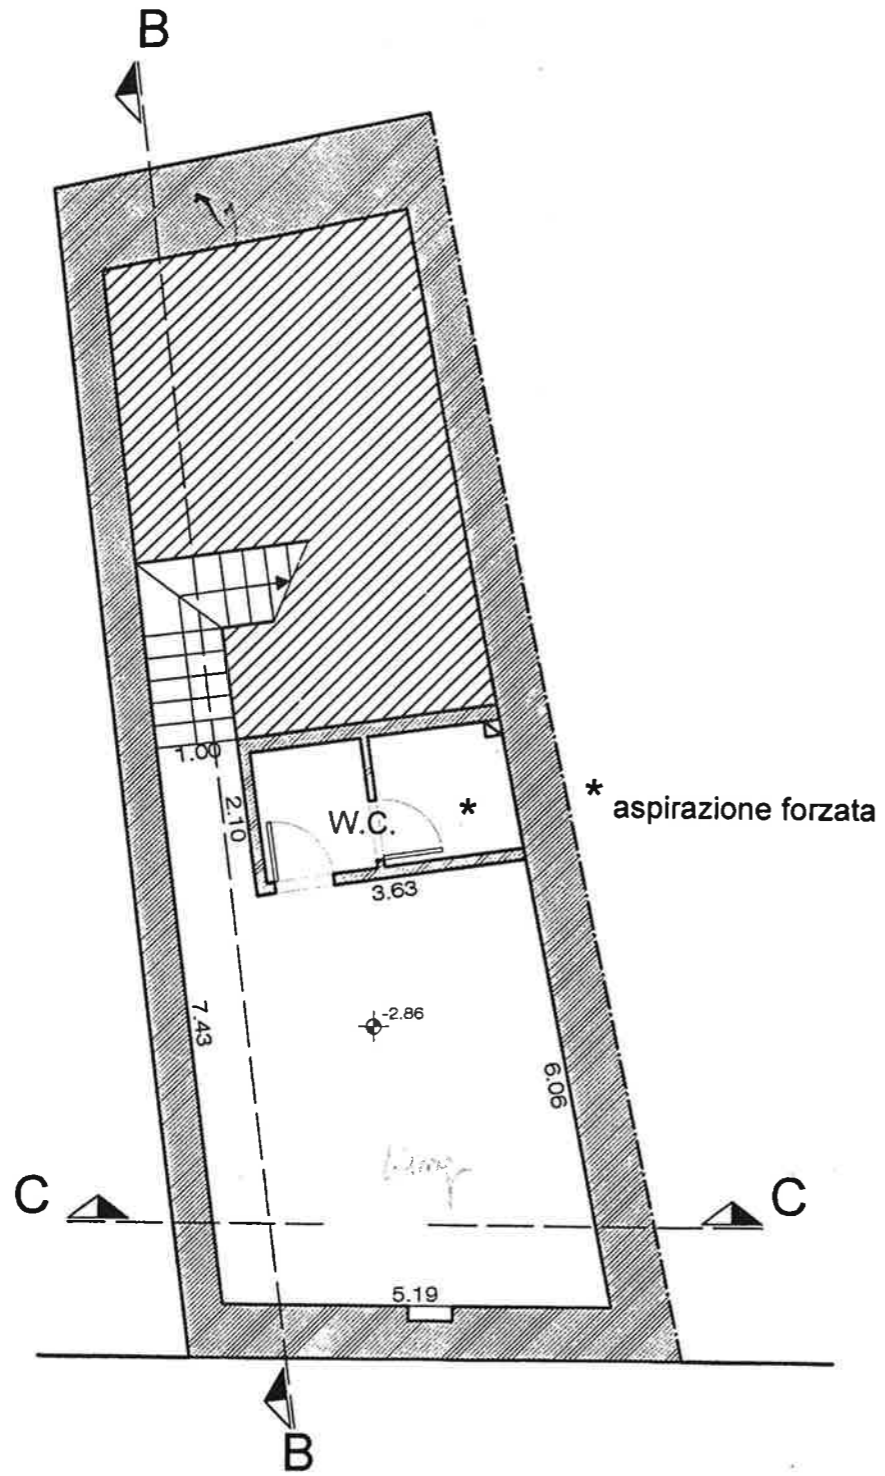 B
1.00
2.10
W.C.
*
* aspirazione forzata
3.63
7.43
-2.86
6.06
C
C
5.19
B